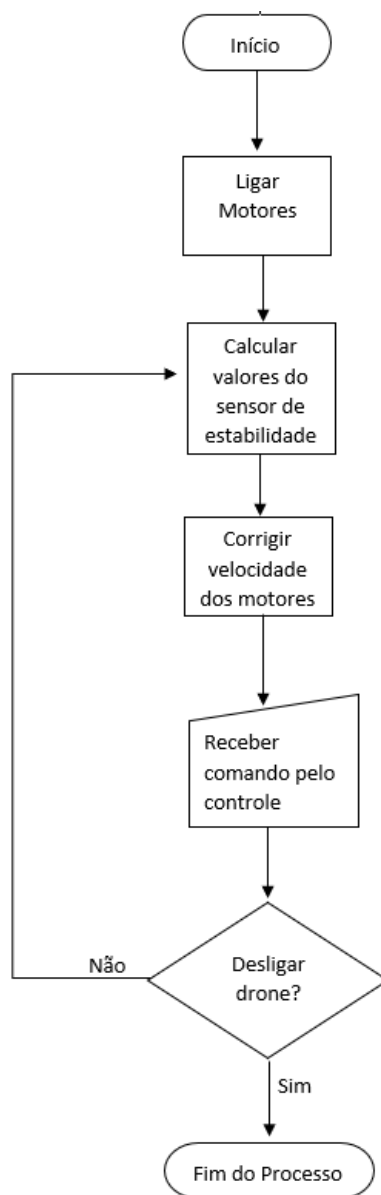 Início
Ligar
Motores
Calcular
valores do
sensor de
estabilidade
Corrigir
velocidade
dos motores
Receber
comando pelo
controle
Desligar
drone?
Não
Sim
Fim do Processo